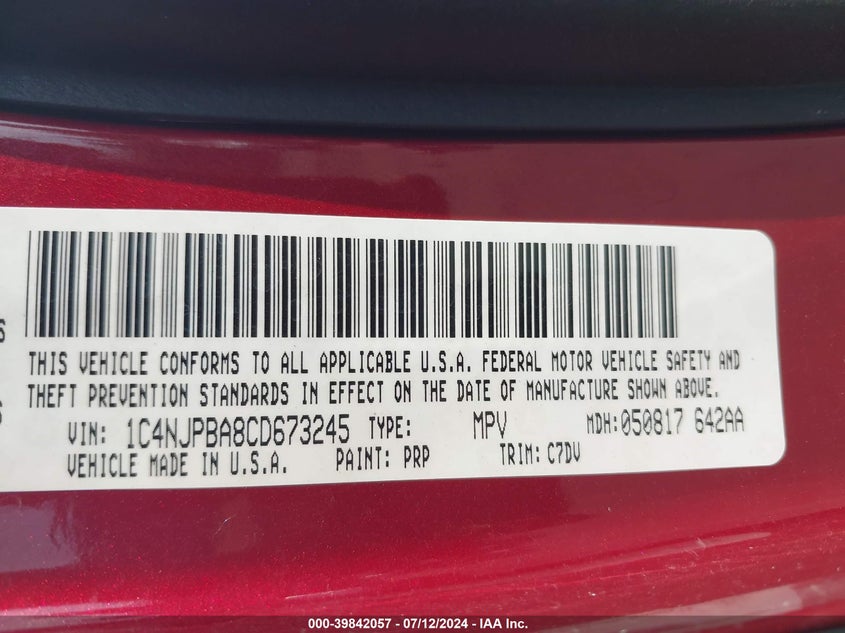 THIS VEHICLE CONFORMS TO ALL APPLICABLE U.S.A. FEDERAL MOTOR VEHICLE SAFETY AND
THEFT PREVENTION STANDARDS IN EFFECT ON THE DATE OF MANUFACTURE SHOWN ABOVE.
VIN: 1C4NJPBA8CD673245 TYPE: MPV MDH:050817 642AA
VEHICLE MADE IN U.S.A. PAINT: PRP TRIM: C7DV
000-39842057 - 07/12/2024 - IAA Inc.